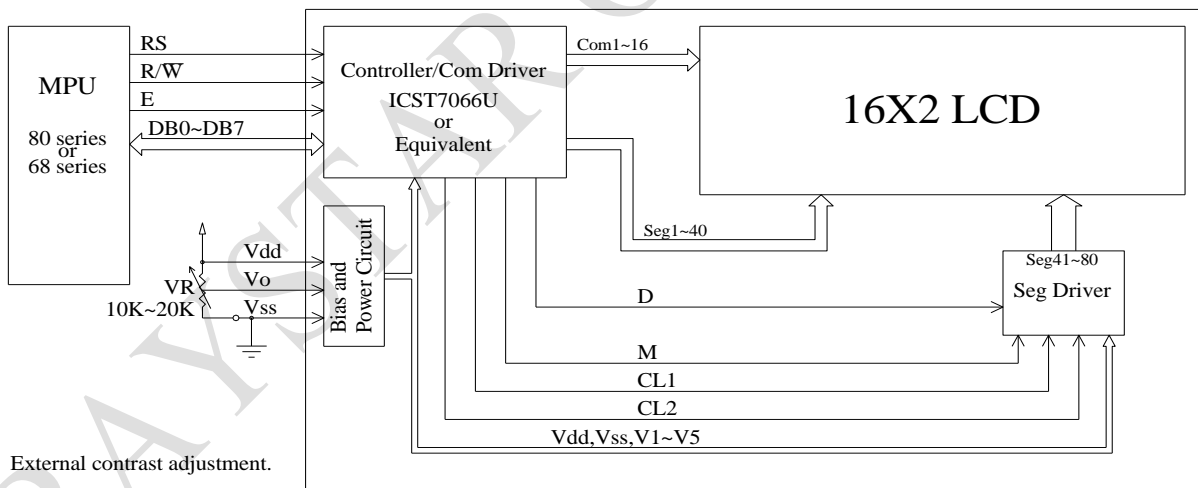 MPU
80 series
or
68 series
RS
R/W̅
E
DB0~DB7
Controller/Com Driver
ICST7066U
or
Equivalent
Com1~16
16X2 LCD
Seg1~40
Seg41~80
Seg Driver
Vdd
Vo
Vss
VR
10K~20K
Bias and
Power Circuit
D
M
CL1
CL2
Vdd,Vss,V1~V5
External contrast adjustment.
RAYSTAR